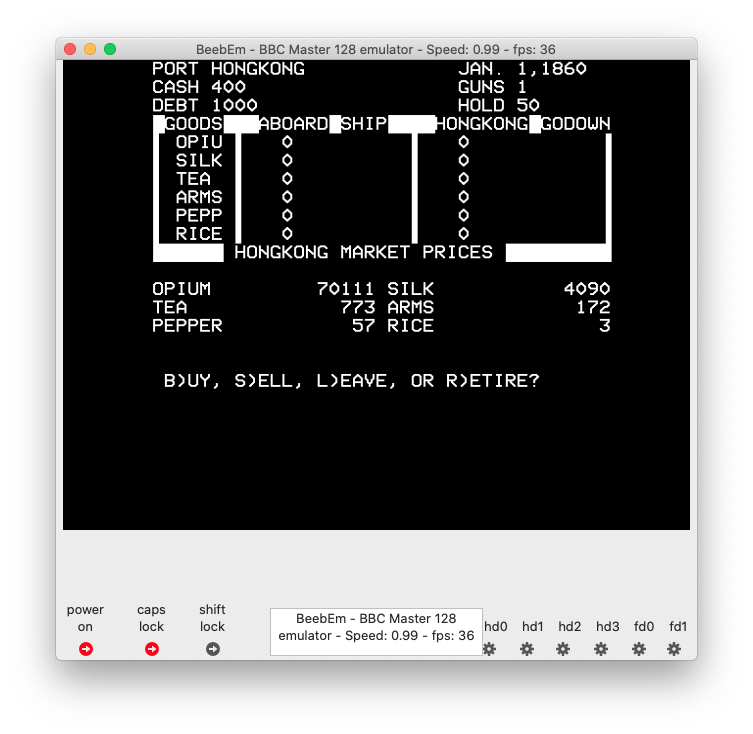 BeebEm - BBC Master 128 emulator - Speed: 0.99 - fps: 36
PORT HONGKONG JAN. 1,1860
CASH 400 GUNS 1
DEBT 1000 HOLD 50
GOODS ABOARD SHIP HONGKONG GODOWN
OPIU 0 0
SILK 0 0
TEA 0 0
ARMS 0 0
PEPP 0 0
RICE 0 0
HONGKONG MARKET PRICES
OPIUM 70111 SILK 4090
TEA 773 ARMS 172
PEPPER 57 RICE 3
B)UY, S)ELL, L)EAVE, OR R)ETIRE?
power on
caps lock
shift lock
BeebEm - BBC Master 128
emulator - Speed: 0.99 - fps: 36
hd0 hd1 hd2 hd3 fd0 fd1